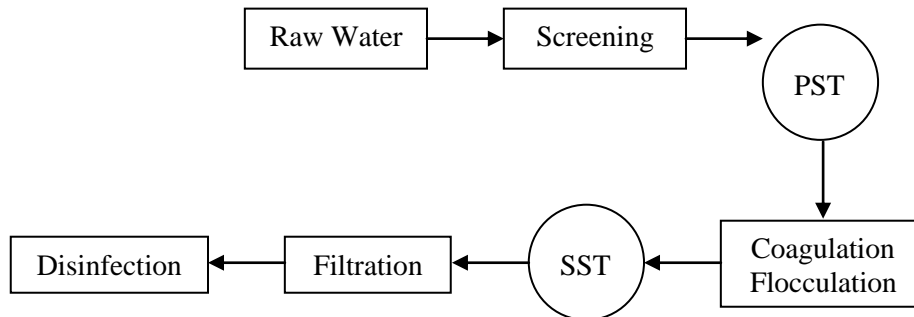 Raw Water
Screening
PST
Coagulation
Flocculation
SST
Filtration
Disinfection